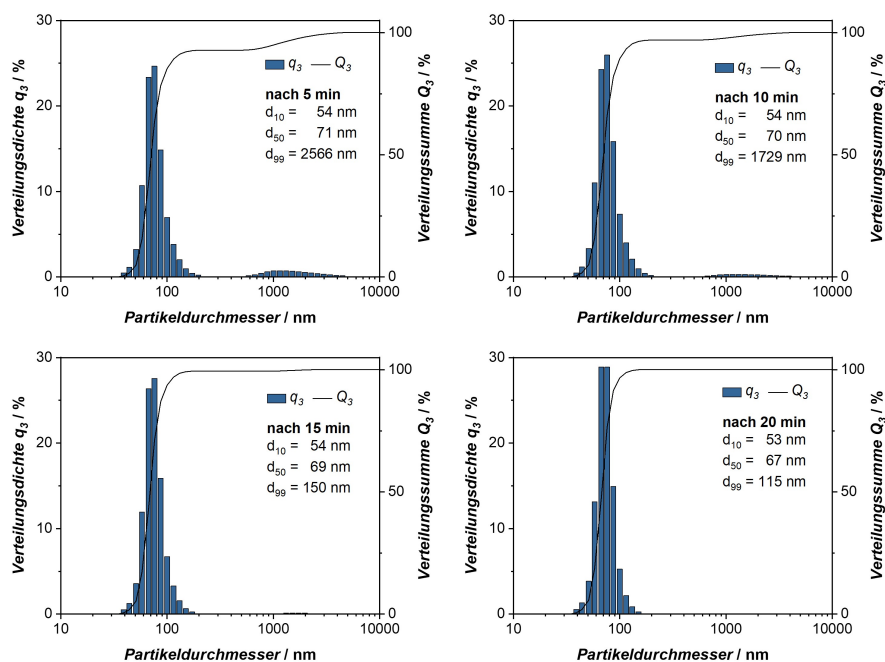 30
20
10
0
100
50
0
10
100
1000
10000
Verteilungsdichte q3 / %
Verteilungssumme Q3 / %
Partikeldurchmesser / nm
q3 Q3
nach 5 min
d10 = 54 nm
d50 = 71 nm
d99 = 2566 nm
30
20
10
0
100
50
0
10
100
1000
10000
Verteilungsdichte q3 / %
Verteilungssumme Q3 / %
Partikeldurchmesser / nm
q3 Q3
nach 10 min
d10 = 54 nm
d50 = 70 nm
d99 = 1729 nm
30
20
10
0
100
50
0
10
100
1000
10000
Verteilungsdichte q3 / %
Verteilungssumme Q3 / %
Partikeldurchmesser / nm
q3 Q3
nach 15 min
d10 = 54 nm
d50 = 69 nm
d99 = 150 nm
30
20
10
0
100
50
0
10
100
1000
10000
Verteilungsdichte q3 / %
Verteilungssumme Q3 / %
Partikeldurchmesser / nm
q3 Q3
nach 20 min
d10 = 53 nm
d50 = 67 nm
d99 = 115 nm